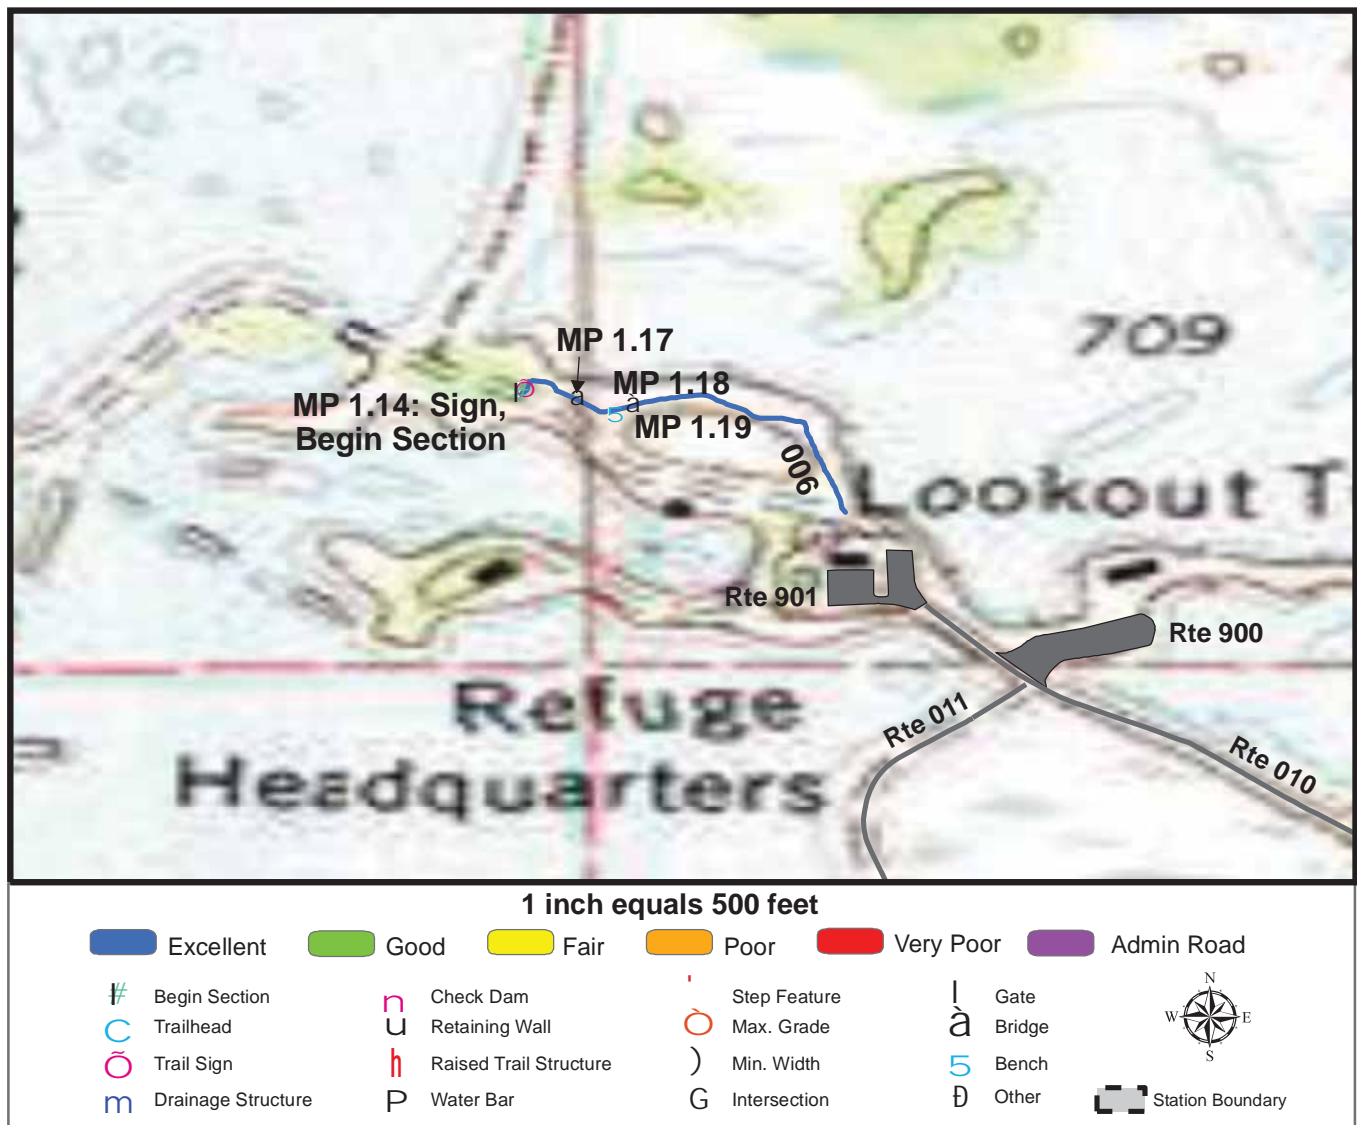 709
MP 1.17
MP 1.18
MP 1.14: Sign,
Begin Section
à
à
5
MP 1.19
006
Lookout T
Rte 901
Rte 900
Refuge
Headquarters
Rte 011
Rte 010
1 inch equals 500 feet
Excellent
Good
Fair
Poor
Very Poor
Admin Road
Begin Section
n Check Dam
' Step Feature
l Gate
N
C Trailhead
u Retaining Wall
Ò Max. Grade
à Bridge
W E
Õ Trail Sign
h Raised Trail Structure
) Min. Width
5 Bench
S
m Drainage Structure
P Water Bar
G Intersection
Đ Other
Station Boundary